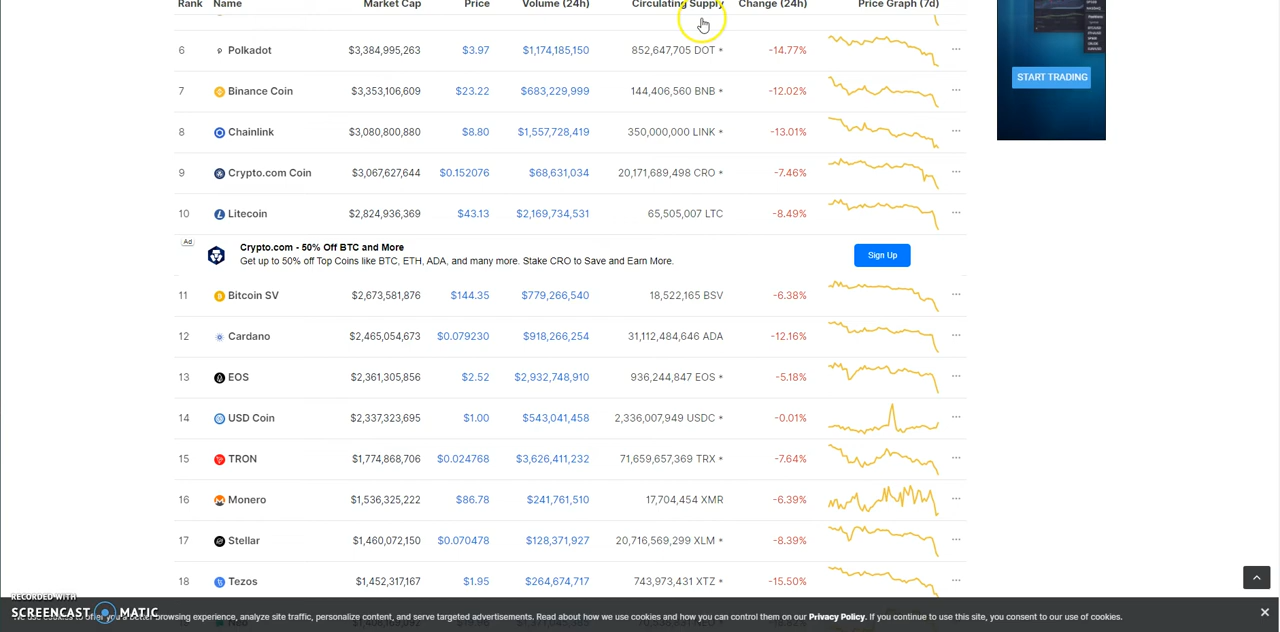 Rank Name Market Cap Price Volume (24h) Circulating Supply Change (24h) Price Graph (7d)
6 Polkadot $3,384,595,263 $3.97 $1,174,185,150 852,647,705 DOT * -14.77% ...
START TRADING
7 Binance Coin $3,353,106,609 $23.22 $683,229,999 144,406,560 BNB * -12.02% ...
8 Chainlink $3,080,800,880 $8.80 $1,557,728,419 350,000,000 LINK * -13.01% ...
9 Crypto.com Coin $3,067,627,644 $0.152076 $68,631,034 20,171,689,498 CRO * -7.46% ...
10 Litecoin $2,824,936,369 $43.13 $2,169,734,531 65,505,007 LTC -8.49% ...
Ad
Crypto.com - 50% Off BTC and More
Get up to 50% off Top Coins like BTC, ETH, ADA, and many more. Stake CRO to Save and Earn More.
Sign Up
11 Bitcoin SV $2,673,581,876 $144.35 $779,266,540 18,522,165 BSV -6.38% ...
12 Cardano $2,465,054,673 $0.079230 $918,266,254 31,112,484,646 ADA -12.16% ...
13 EOS $2,361,305,856 $2.52 $2,932,748,910 936,244,847 EOS * -5.18% ...
14 USD Coin $2,337,323,695 $1.00 $543,041,458 2,336,007,949 USDC * -0.01% ...
15 TRON $1,774,868,706 $0.024768 $3,626,411,232 71,659,657,369 TRX * -7.64% ...
16 Monero $1,536,325,222 $86.78 $241,761,510 17,704,454 XMR -6.39% ...
17 Stellar $1,460,072,150 $0.070478 $128,371,927 20,716,569,299 XLM * -8.39% ...
18 Tezos $1,452,317,167 $1.95 $264,674,717 743,973,431 XTZ * -15.50% ...
RECORDED WITH
SCREENCAST MATIC
We use cookies to offer you a better browsing experience, analyze site traffic, personalize content, and serve targeted advertisements. Read about how we use cookies and how you can control them on our Privacy Policy. If you continue to use this site, you consent to our use of cookies.